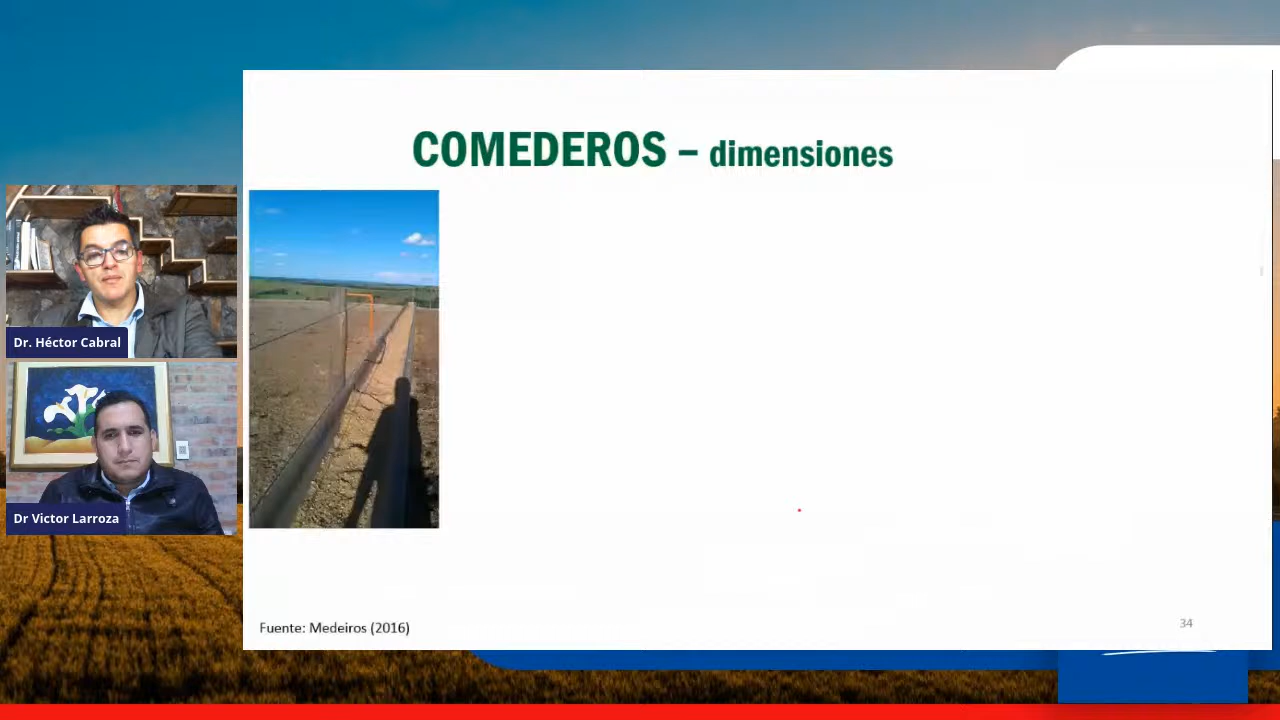 COMEDEROS – dimensiones
Dr. Héctor Cabral
Dr Victor Larroza
Fuente: Medeiros (2016)
34